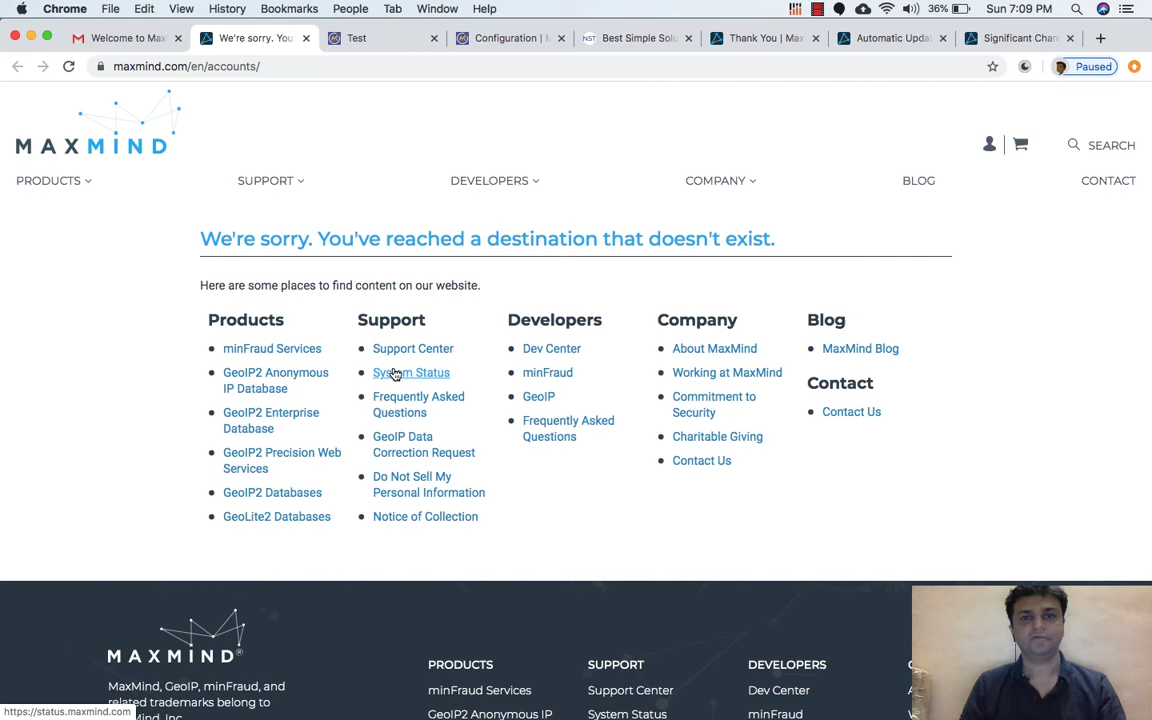 Chrome File Edit View History Bookmarks People Tab Window Help 36% Sun 7:09 PM
Welcome to Max We're sorry. You Test Configuration | M Best Simple Solu Thank You | Max Automatic Updat Significant Chan
maxmind.com/en/accounts/ Paused
MAXMIND
SEARCH
PRODUCTS SUPPORT DEVELOPERS COMPANY BLOG CONTACT
We're sorry. You've reached a destination that doesn't exist.
Here are some places to find content on our website.
Products
minFraud Services
GeoIP2 Anonymous
IP Database
GeoIP2 Enterprise
Database
GeoIP2 Precision Web
Services
GeoIP2 Databases
GeoLite2 Databases
Support
Support Center
System Status
Frequently Asked
Questions
GeoIP Data
Correction Request
Do Not Sell My
Personal Information
Notice of Collection
Developers
Dev Center
minFraud
GeoIP
Frequently Asked
Questions
Company
About MaxMind
Working at MaxMind
Commitment to
Security
Charitable Giving
Contact Us
Blog
MaxMind Blog
Contact
Contact Us
MAXMIND®
MaxMind, GeoIP, minFraud, and
related trademarks belong to
Mind, Inc.
PRODUCTS
minFraud Services
GeoIP2 Anonymous IP
SUPPORT
Support Center
System Status
DEVELOPERS
Dev Center
minFraud
https://status.maxmind.com